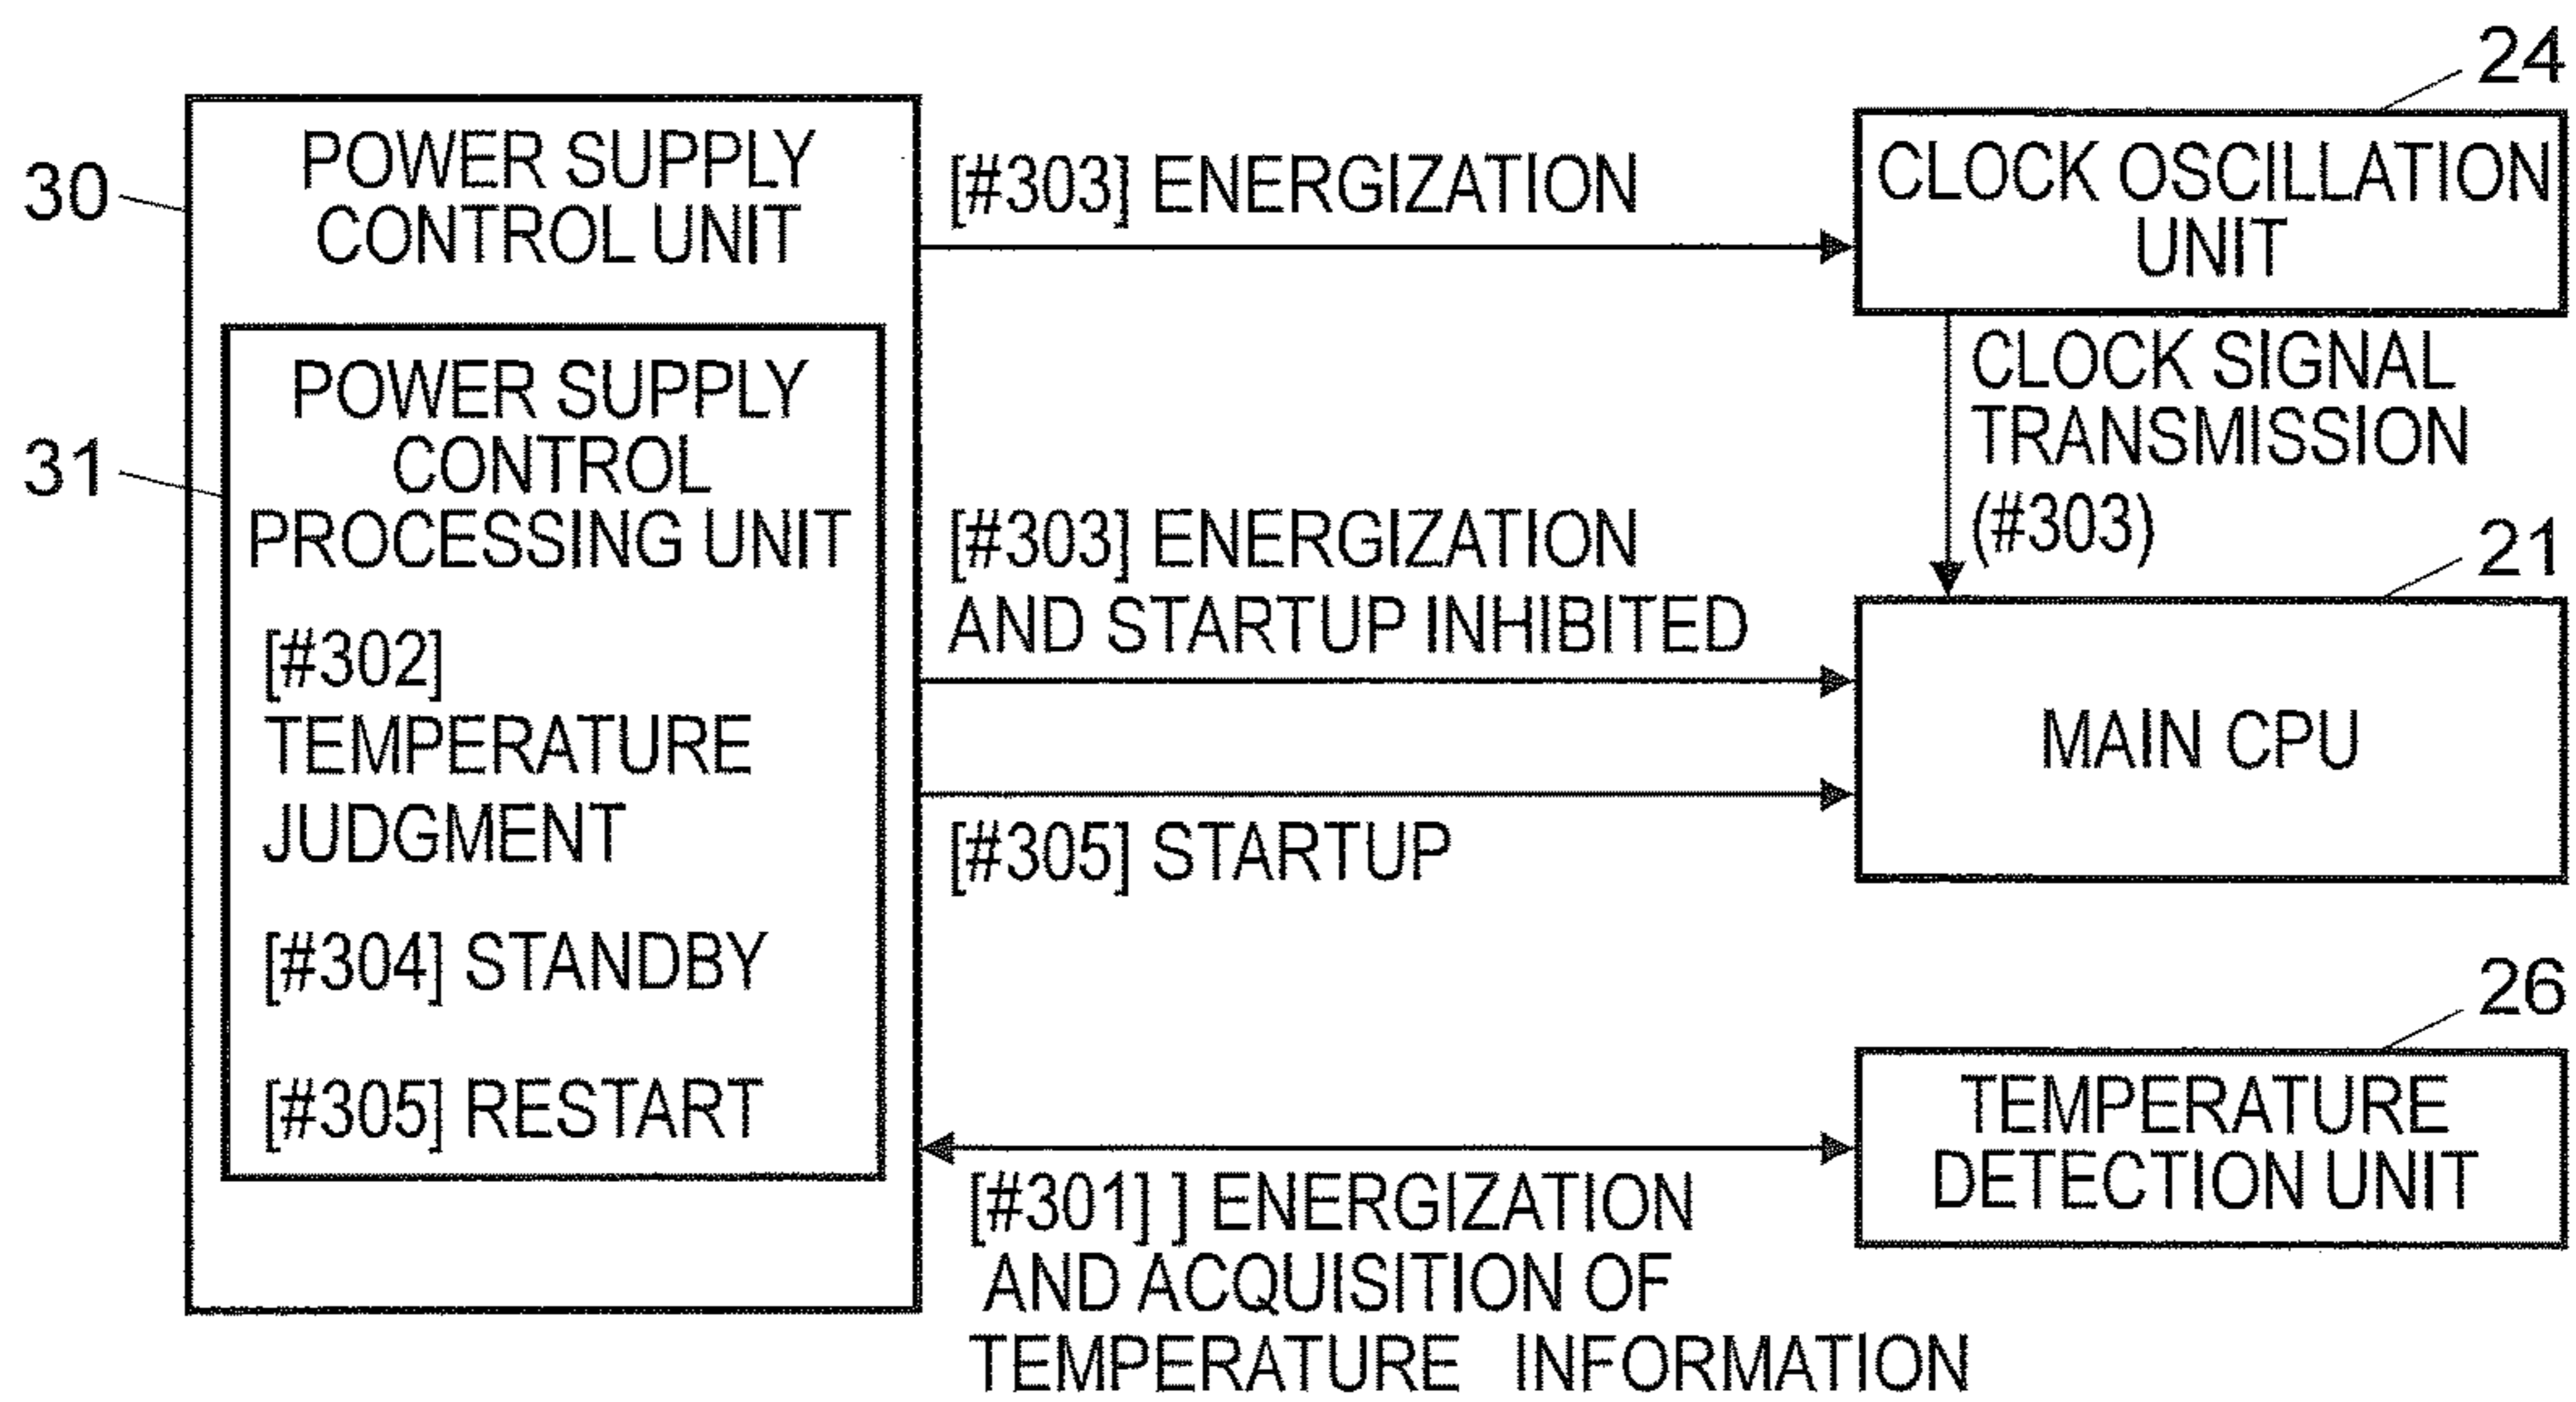 30
POWER SUPPLY
CONTROL UNIT
31
POWER SUPPLY
CONTROL
PROCESSING UNIT
[#302]
TEMPERATURE
JUDGMENT
[#304] STANDBY
[#305] RESTART
[#303] ENERGIZATION
24
CLOCK OSCILLATION
UNIT
CLOCK SIGNAL
TRANSMISSION
(#303)
[#303] ENERGIZATION
AND STARTUP INHIBITED
21
MAIN CPU
[#305] STARTUP
26
TEMPERATURE
DETECTION UNIT
[#301] ] ENERGIZATION
AND ACQUISITION OF
TEMPERATURE INFORMATION